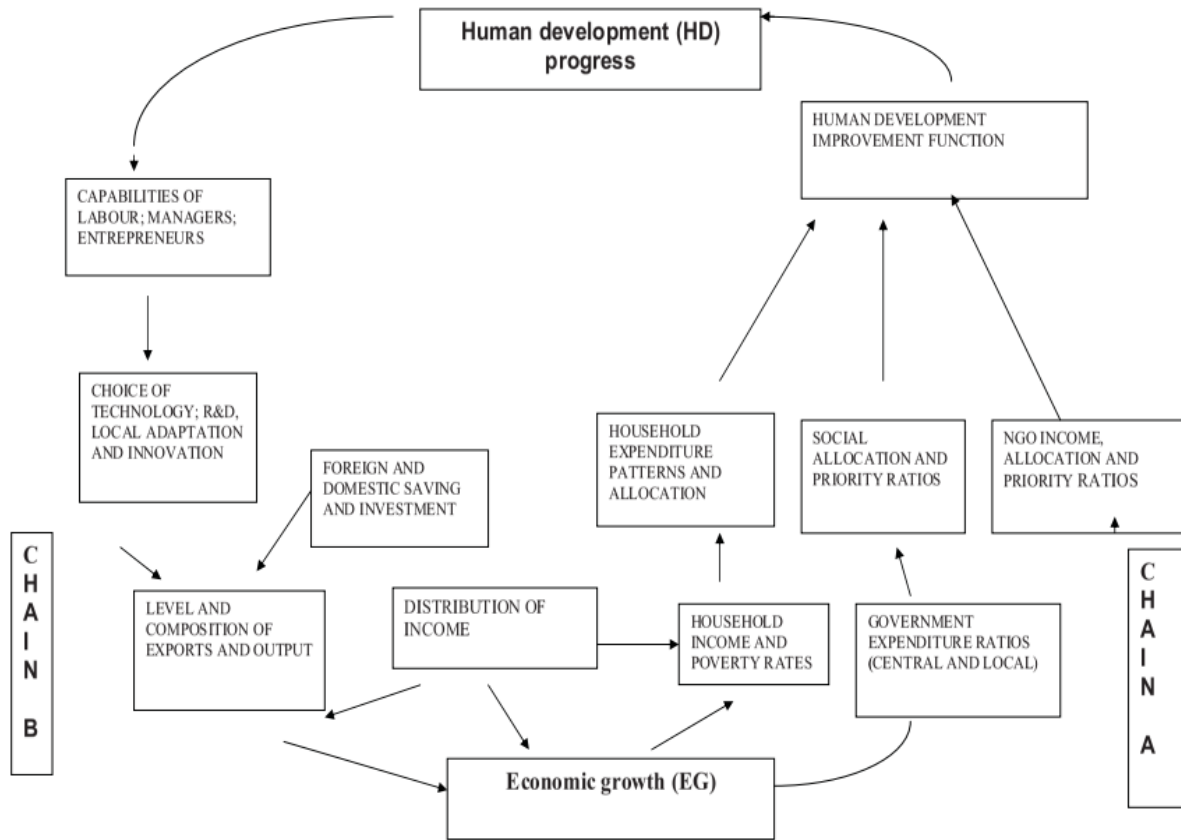 Human development (HD)
progress
HUMAN DEVELOPMENT
IMPROVEMENT FUNCTION
CAPABILITIES OF
LABOUR; MANAGERS;
ENTREPRENEURS
CHOICE OF
TECHNOLOGY; R&D,
LOCAL ADAPTATION
AND INNOVATION
FOREIGN AND
DOMESTIC SAVING
AND INVESTMENT
HOUSEHOLD
EXPENDITURE
PATTERNS AND
ALLOCATION
SOCIAL
ALLOCATION AND
PRIORITY RATIOS
NGO INCOME,
ALLOCATION AND
PRIORITY RATIOS
CHAIN B
LEVEL AND
COMPOSITION OF
EXPORTS AND OUTPUT
DISTRIBUTION OF
INCOME
HOUSEHOLD
INCOME AND
POVERTY RATES
GOVERNMENT
EXPENDITURE RATIOS
(CENTRAL AND LOCAL)
CHAIN A
Economic growth (EG)